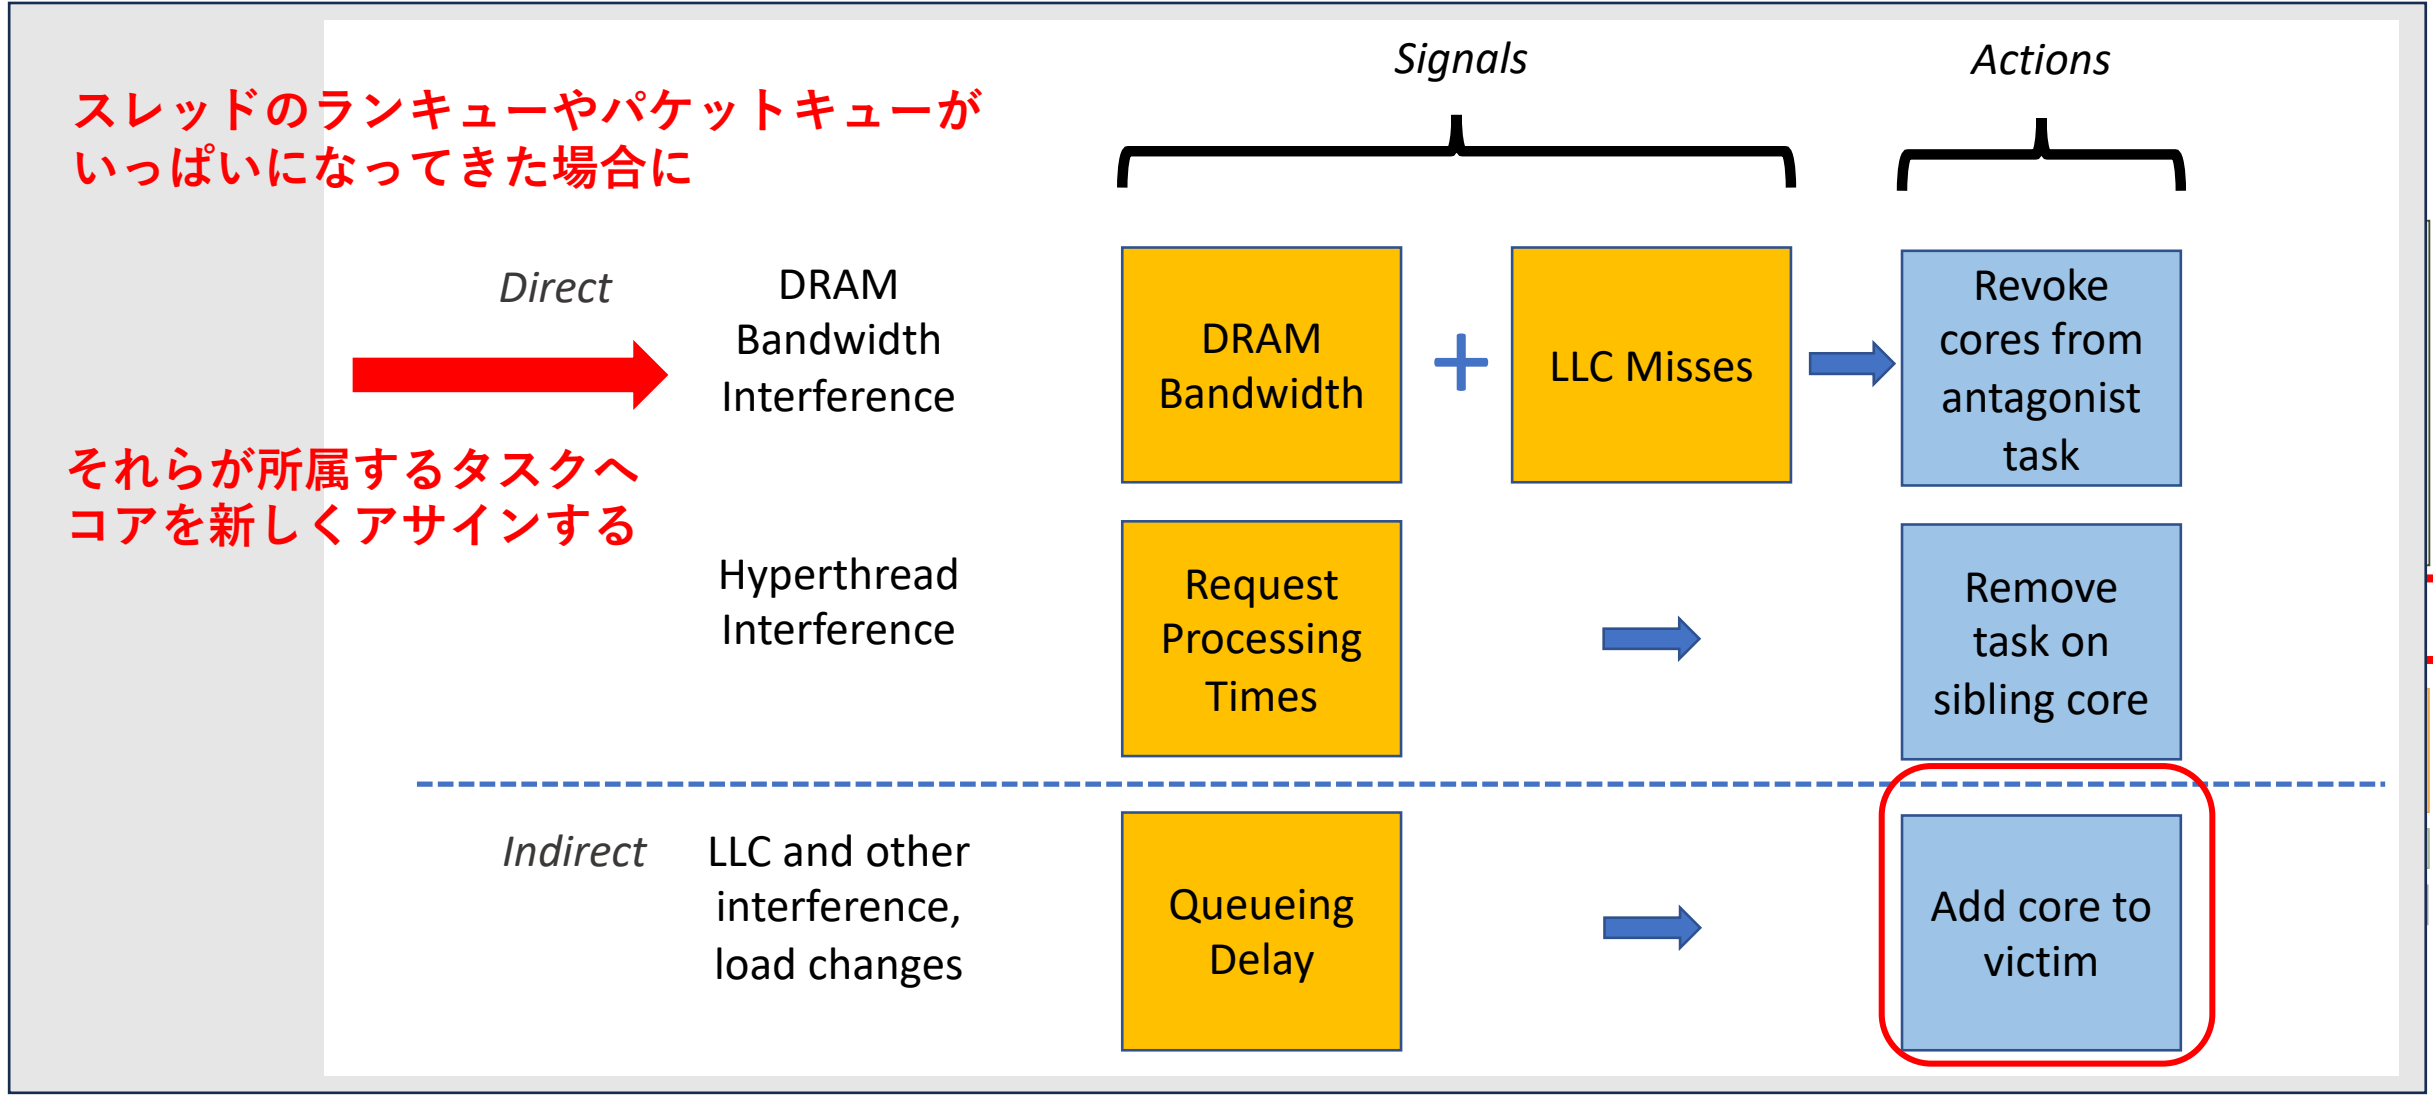 Signals
Actions
スレッドのランキューやパケットキューが
いっぱいになってきた場合に
Direct
DRAM
Bandwidth
Interference
DRAM
Bandwidth
+
LLC Misses
Revoke
cores from
antagonist
task
それらが所属するタスクへ
コアを新しくアサインする
Hyperthread
Interference
Request
Processing
Times
Remove
task on
sibling core
Indirect
LLC and other
interference,
load changes
Queueing
Delay
Add core to
victim